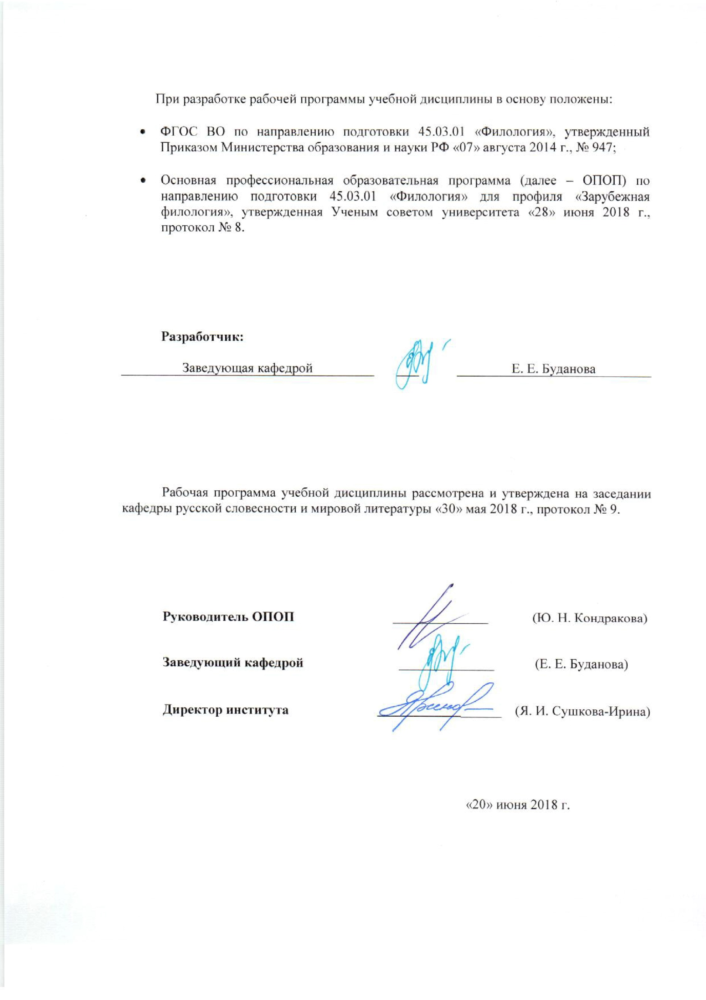 При разработке рабочей программы учебной дисциплины в основу положены:
• ФГОС ВО по направлению подготовки 45.03.01 «Филология», утвержденный
Приказом Министерства образования и науки РФ «07» августа 2014 г., № 947;
• Основная профессиональная образовательная программа (далее – ОПОП) по
направлению подготовки 45.03.01 «Филология» для профиля «Зарубежная
филология», утвержденная Ученым советом университета «28» июня 2018 г.,
протокол № 8.
Разработчик:
Заведующая кафедрой Е. Е. Буданова
Рабочая программа учебной дисциплины рассмотрена и утверждена на заседании
кафедры русской словесности и мировой литературы «30» мая 2018 г., протокол № 9.
Руководитель ОПОП (Ю. Н. Кондракова)
Заведующий кафедрой (Е. Е. Буданова)
Директор института (Я. И. Сушкова-Ирина)
«20» июня 2018 г.